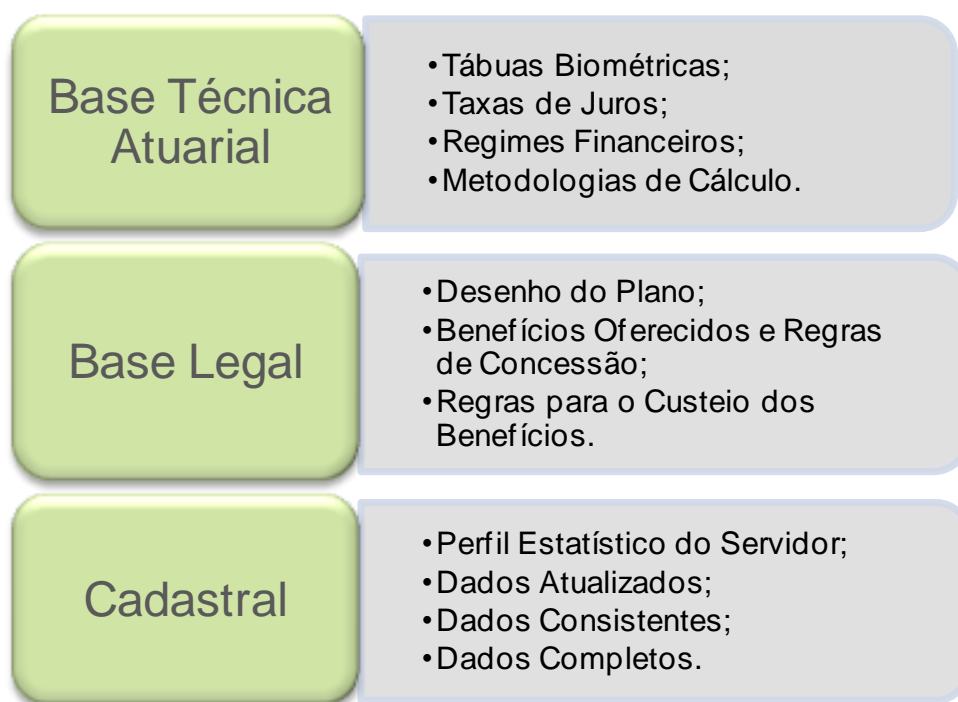 Base Técnica
Atuarial
•Tábuas Biométricas;
•Taxas de Juros;
•Regimes Financeiros;
•Metodologias de Cálculo.
Base Legal
•Desenho do Plano;
•Benefícios Oferecidos e Regras
de Concessão;
•Regras para o Custeio dos
Benefícios.
Cadastral
•Perfil Estatístico do Servidor;
•Dados Atualizados;
•Dados Consistentes;
•Dados Completos.